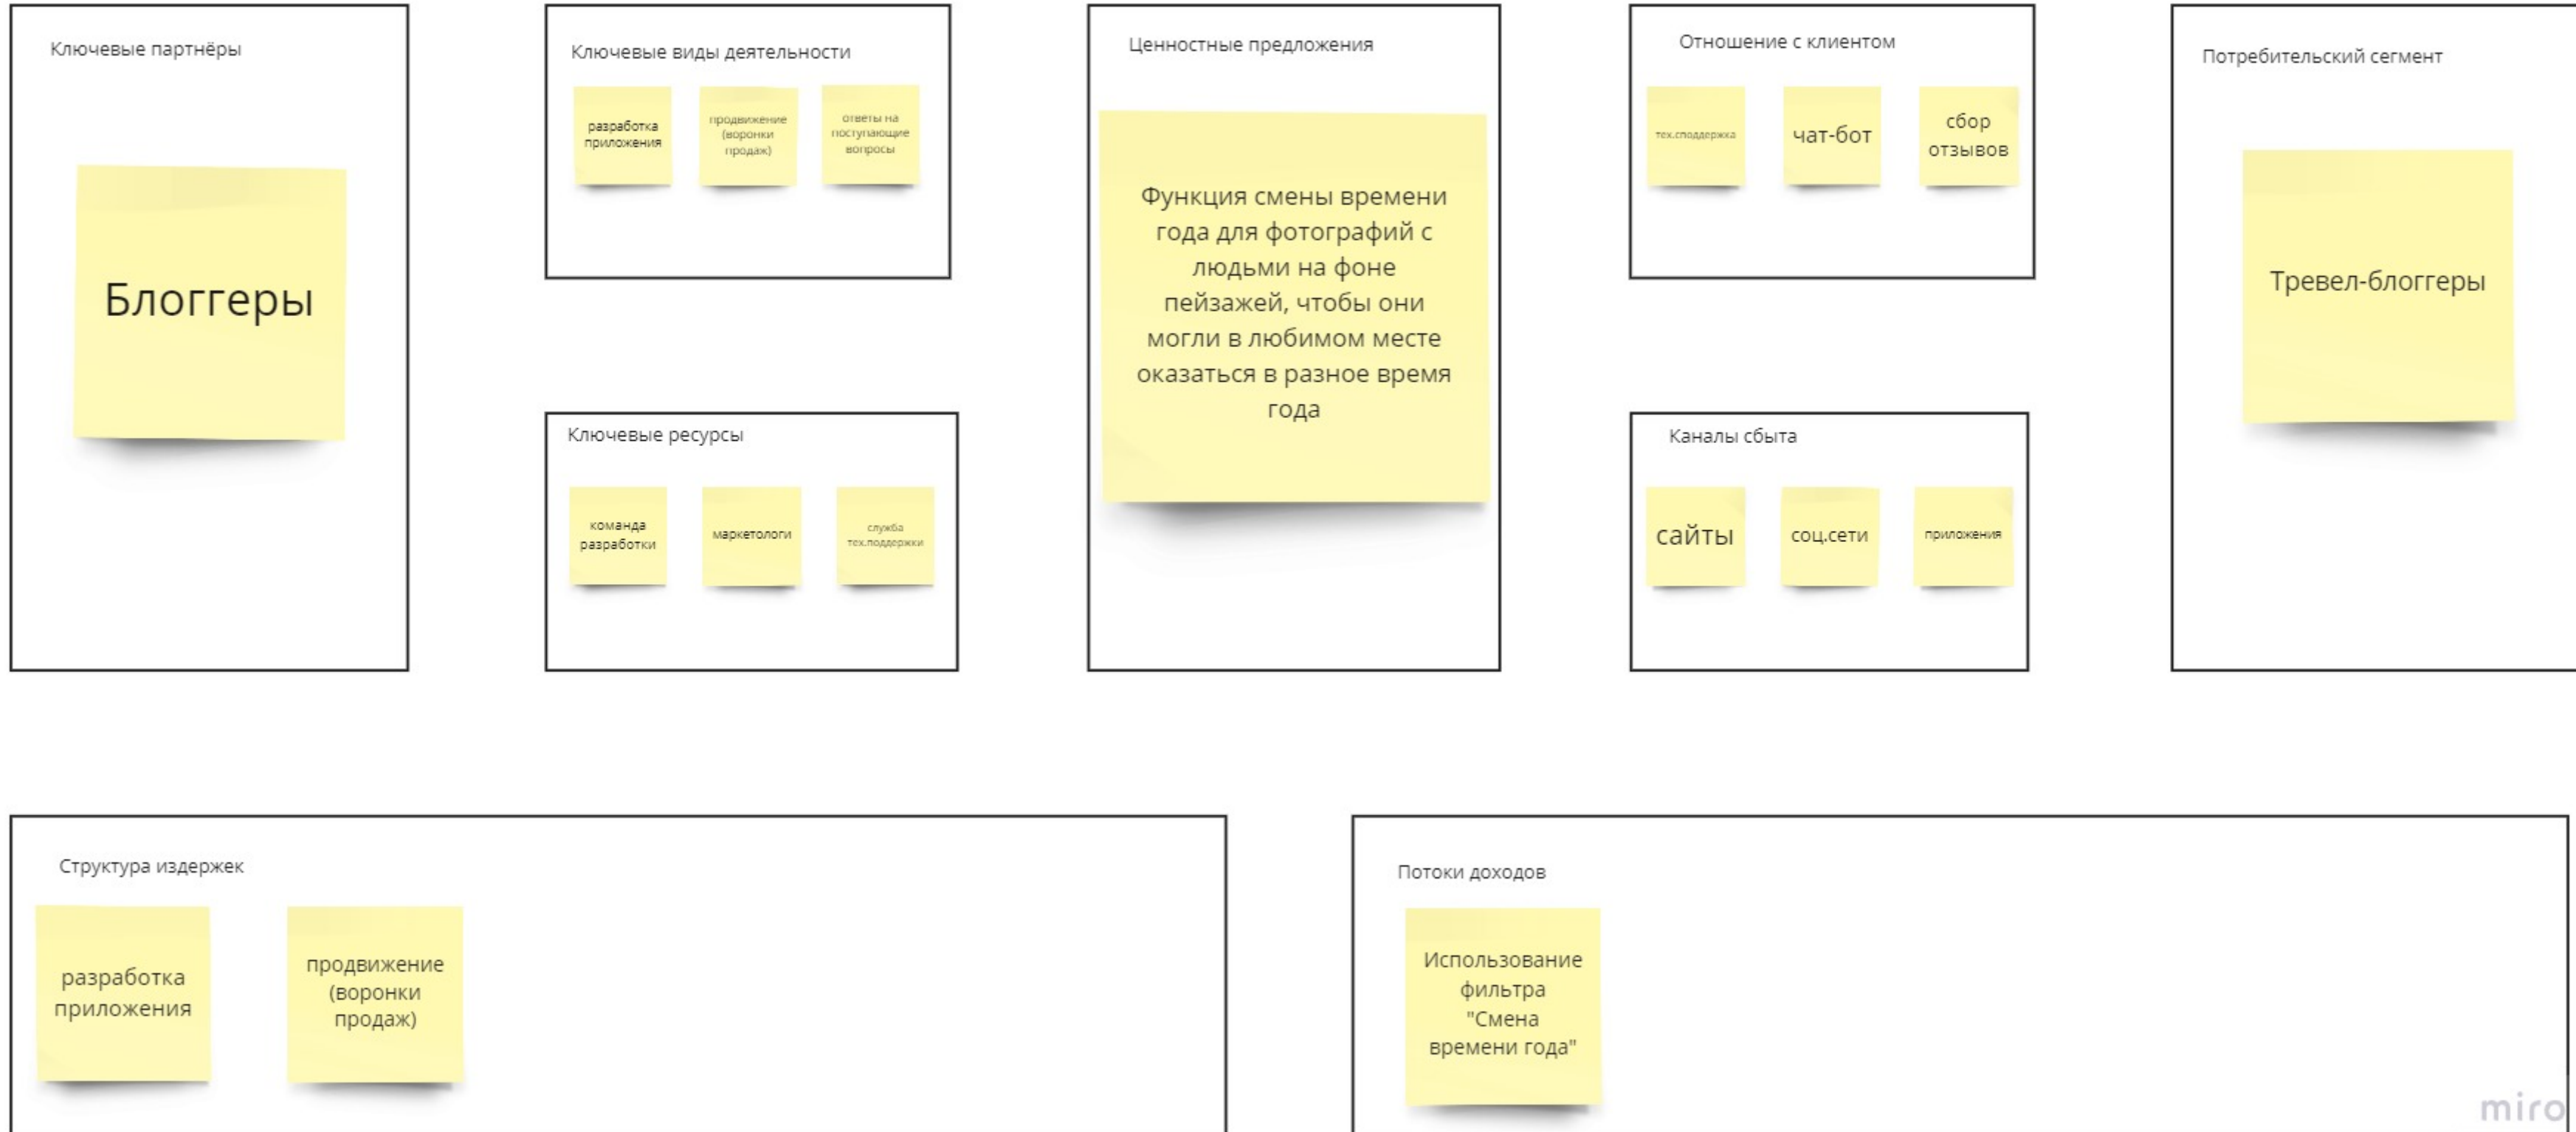 Ключевые партнёры
Блоггеры
Ключевые виды деятельности
разработка
приложения
продвижение
(воронки
продаж)
ответы на
поступающие
вопросы
Ключевые ресурсы
команда
разработки
маркетологи
служба
тех.поддержки
Ценностные предложения
Функция смены времени
года для фотографий с
людьми на фоне
пейзажей, чтобы они
могли в любимом месте
оказаться в разное время
года
Отношение с клиентом
тех.споддержка
чат-бот
сбор
отзывов
Каналы сбыта
сайты
соц.сети
приложения
Потребительский сегмент
Тревел-блоггеры
Структура издержек
разработка
приложения
продвижение
(воронки
продаж)
Потоки доходов
Использование
фильтра
"Смена
времени года"
miro